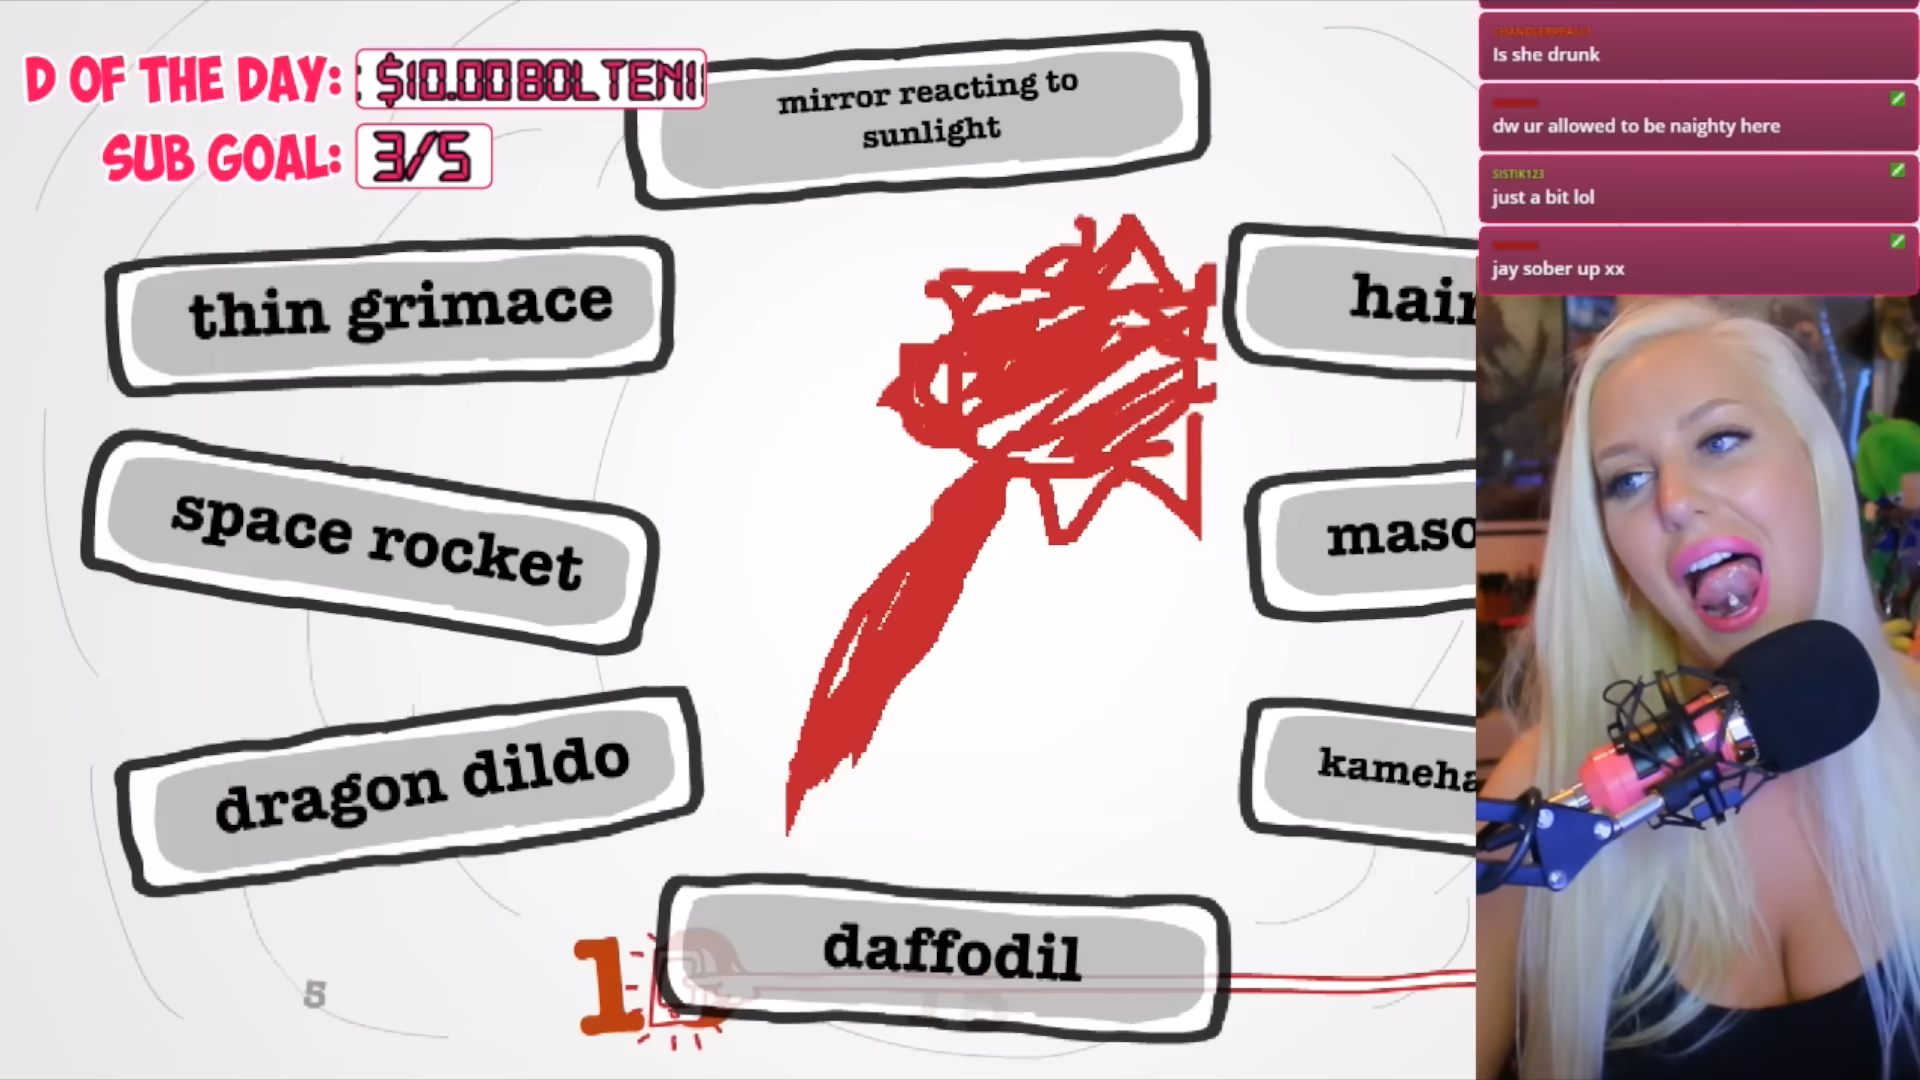 D OF THE DAY: $10.00 BOLTENI
SUB GOAL: 3/5
mirror reacting to
sunlight
thin grimace
hair
space rocket
maso
dragon dildo
kameha
daffodil
5
Is she drunk
dw ur allowed to be naighty here
SISTIK123
just a bit lol
jay sober up xx